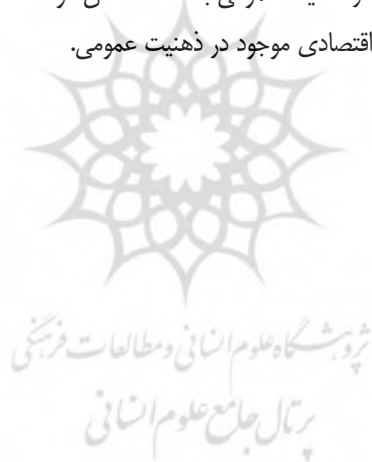 اقتصادی موجود در ذهنیت عمومی.
پژوهشگاه علوم انسانی و مطالعات فرهنگی
پرتال جامع علوم انسانی